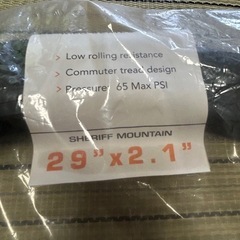 > Low rolling resistance
> Commuter tread design
> Pressure: 65 Max PSI
SHERIFF MOUNTAIN
29"x2.1"